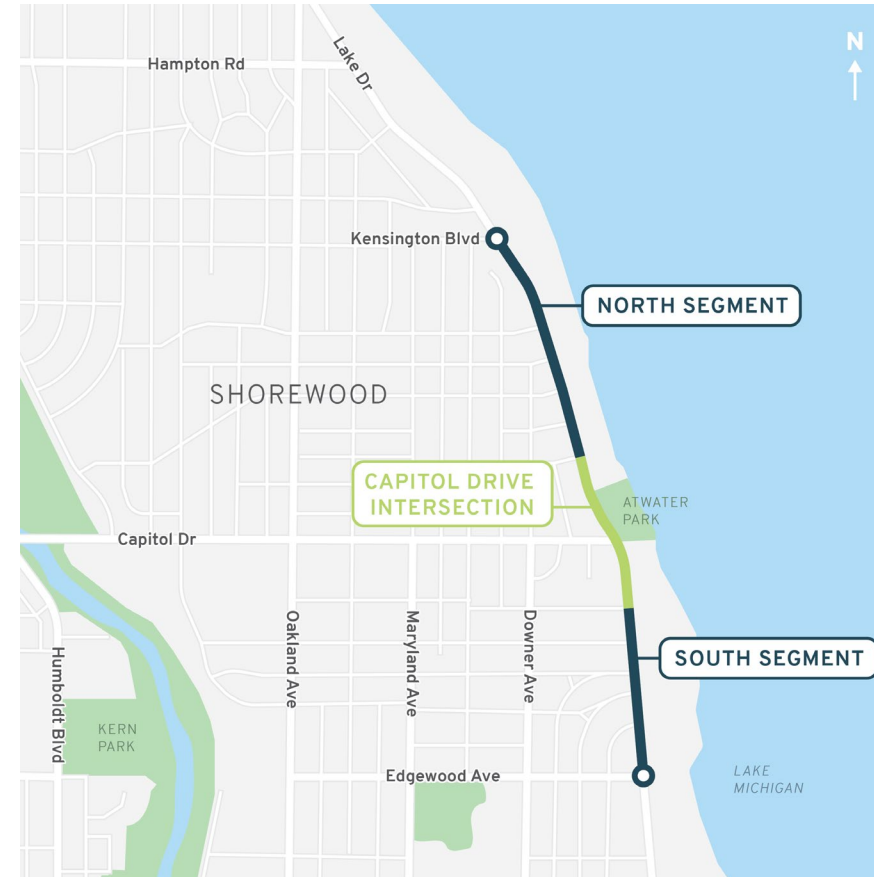 Hampton Rd
Lake Dr
N
Kensington Blvd
NORTH SEGMENT
SHOREWOOD
CAPITOL DRIVE
INTERSECTION
ATWATER
PARK
Capitol Dr
Humboldt Blvd
Oakland Ave
Maryland Ave
Downer Ave
SOUTH SEGMENT
KERN
PARK
Edgewood Ave
LAKE
MICHIGAN